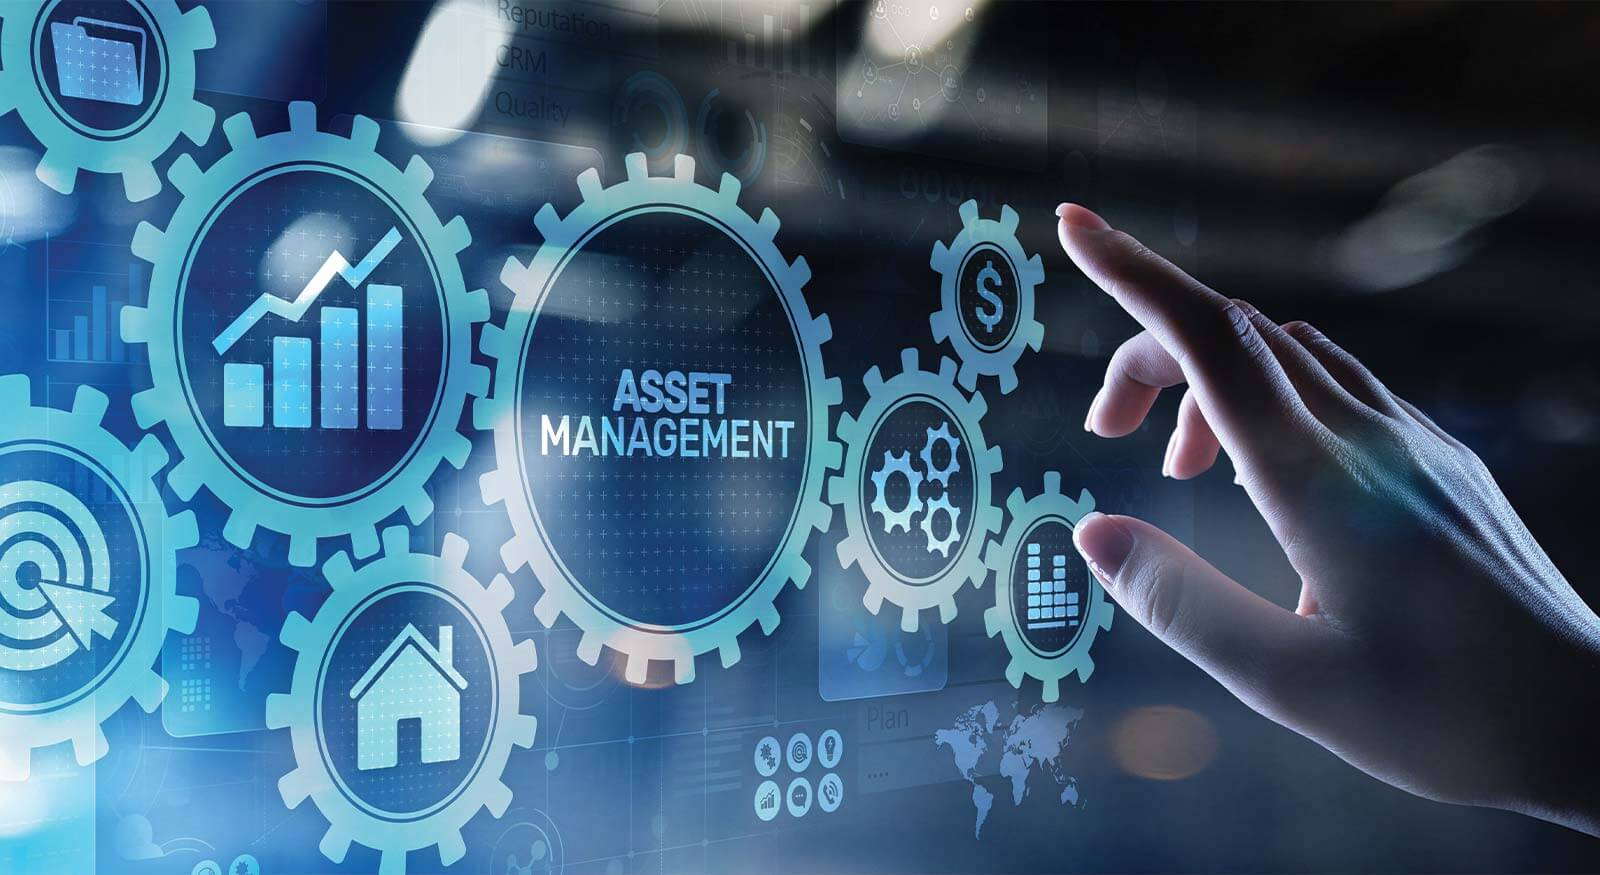 Reputation
CRM
Quality
$
ASSET
MANAGEMENT
Plan